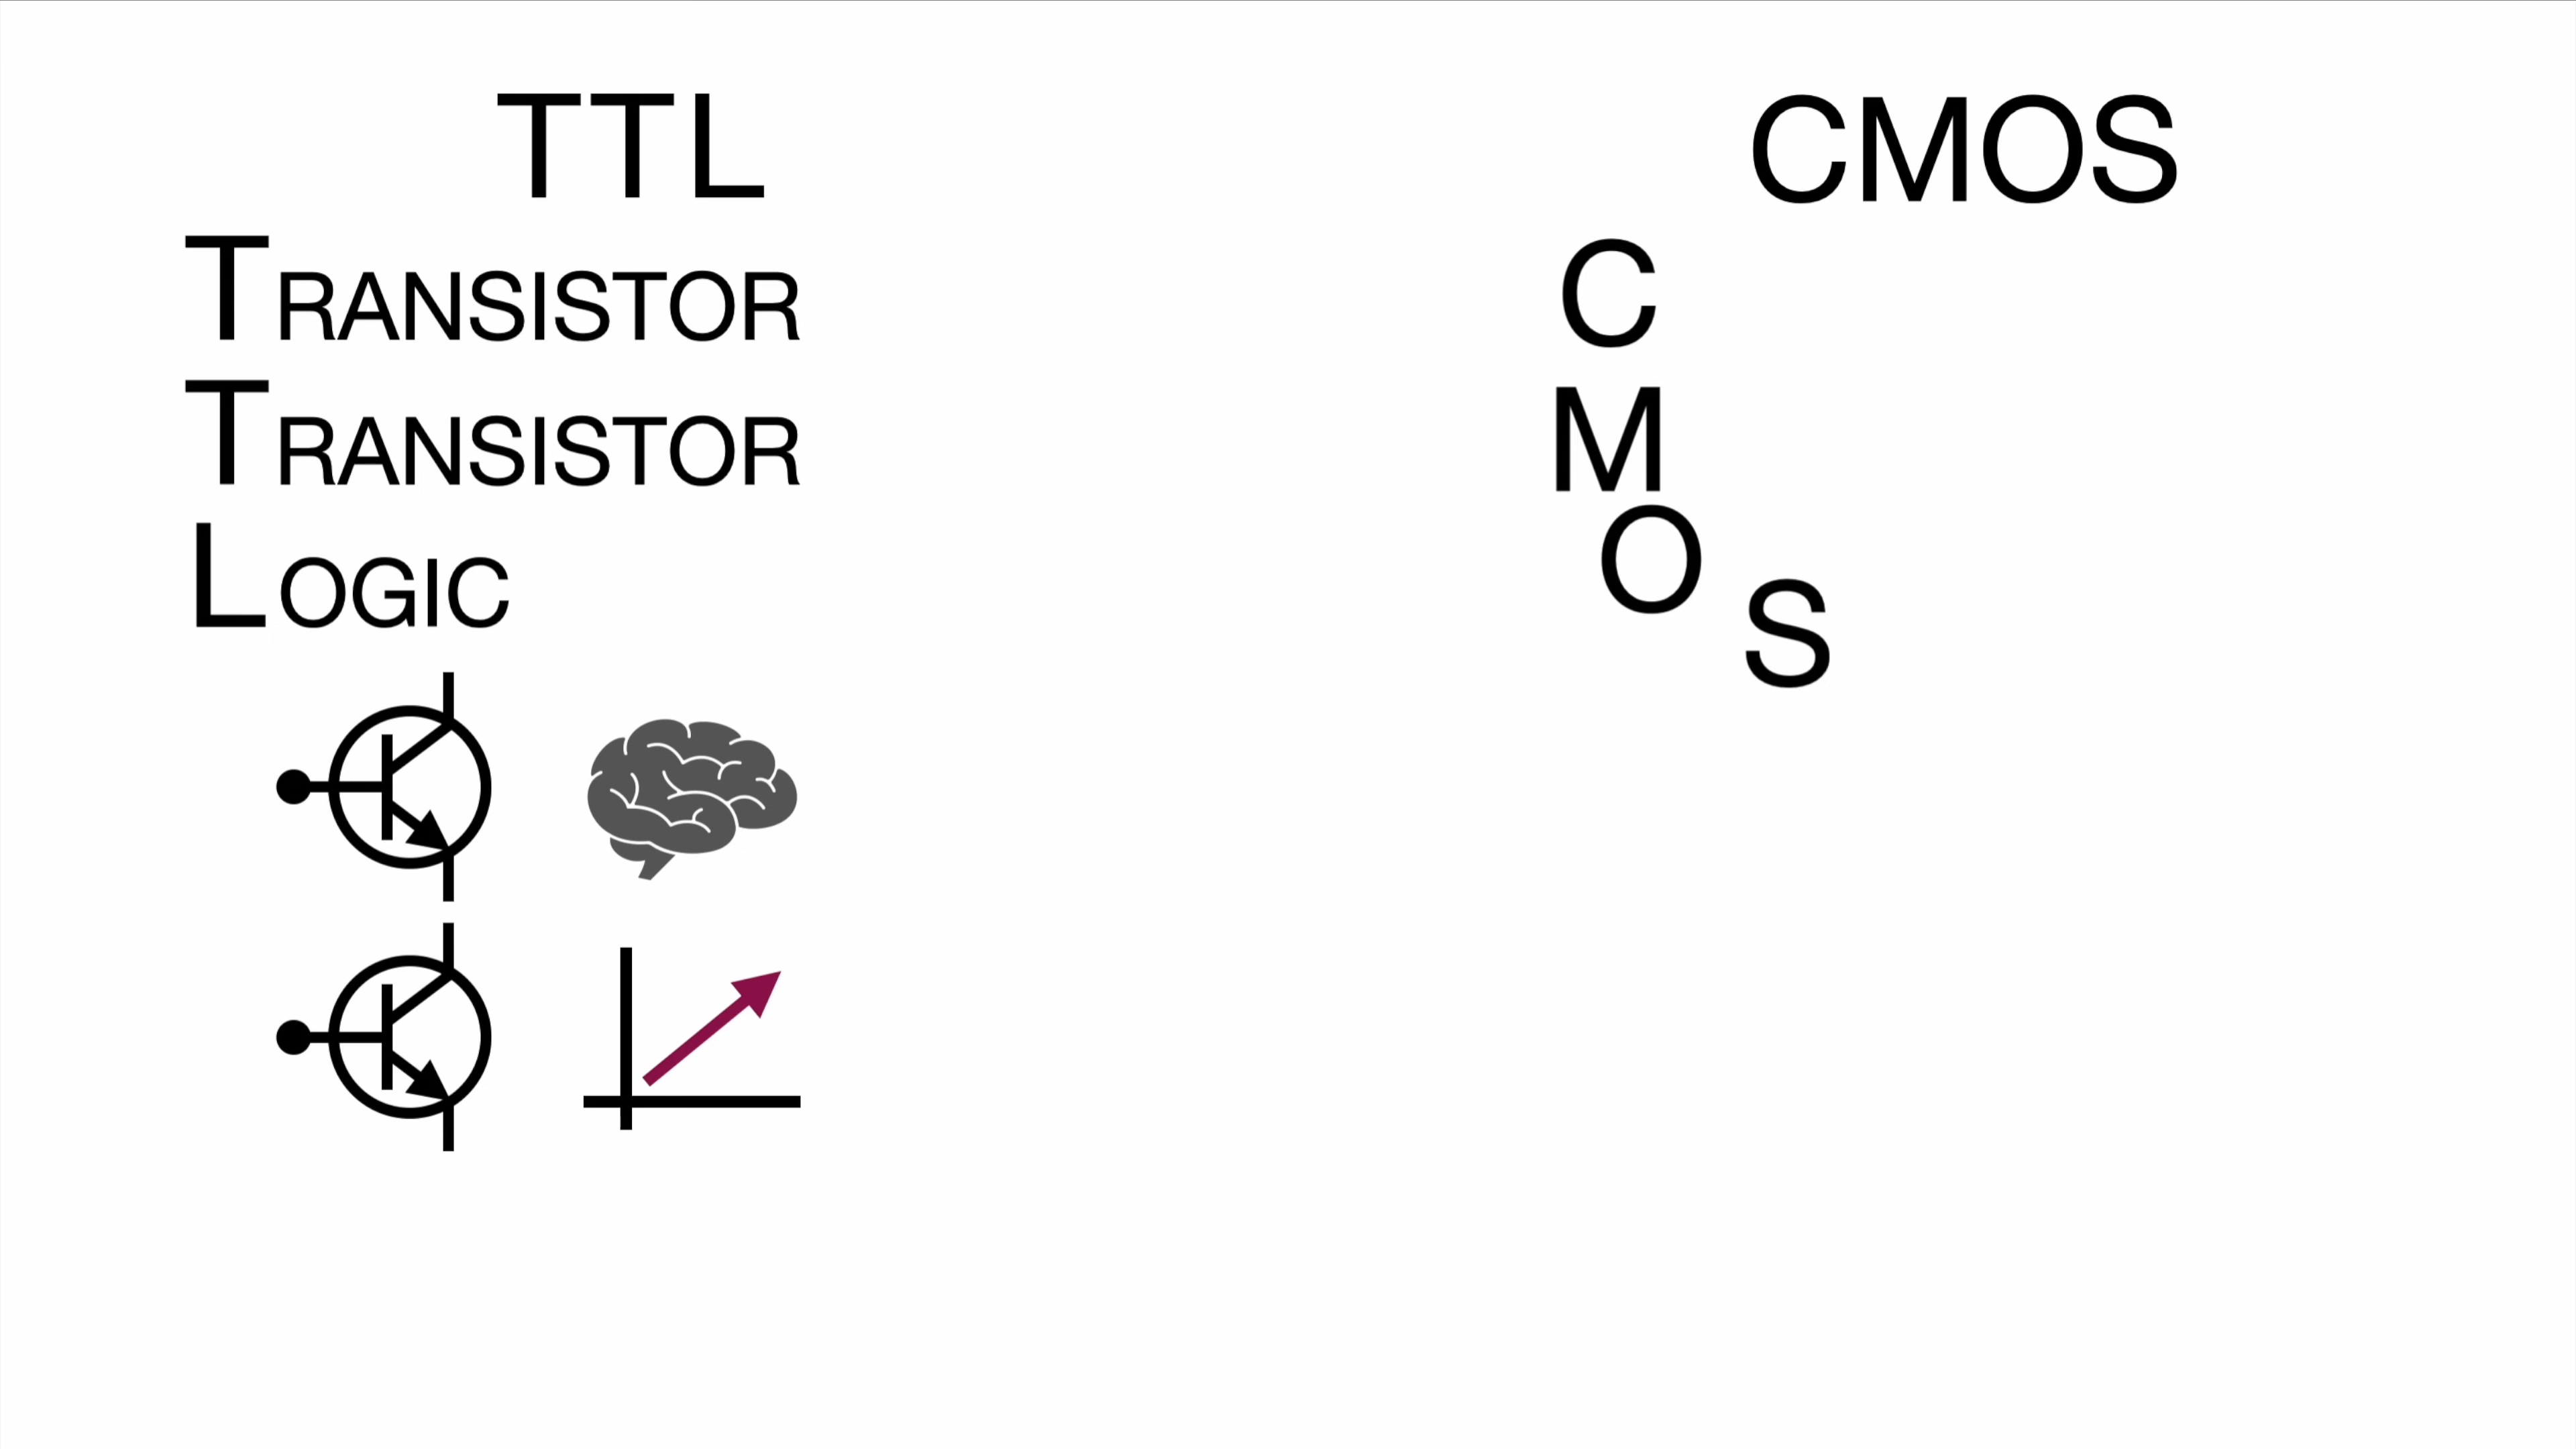 TTL
TRANSISTOR
TRANSISTOR
LOGIC
CMOS
C
M
O
S